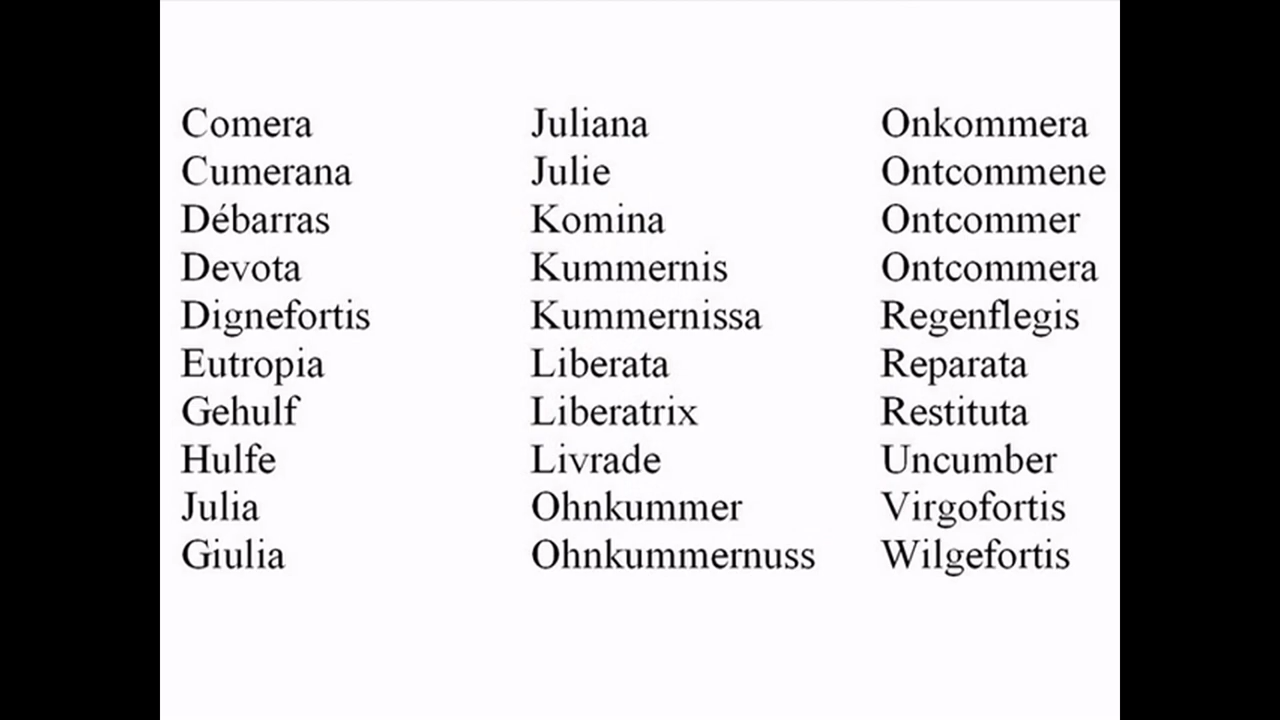 Comera
Cumerana
Débarras
Devota
Dignefortis
Eutropia
Gehulf
Hulfe
Julia
Giulia
Juliana
Julie
Komina
Kummernis
Kummernissa
Liberata
Liberatrix
Livrade
Ohnkummer
Ohnkummernuss
Onkommera
Ontcommene
Ontcommer
Ontcommera
Regenflegis
Reparata
Restituta
Uncumber
Virgofortis
Wilgefortis